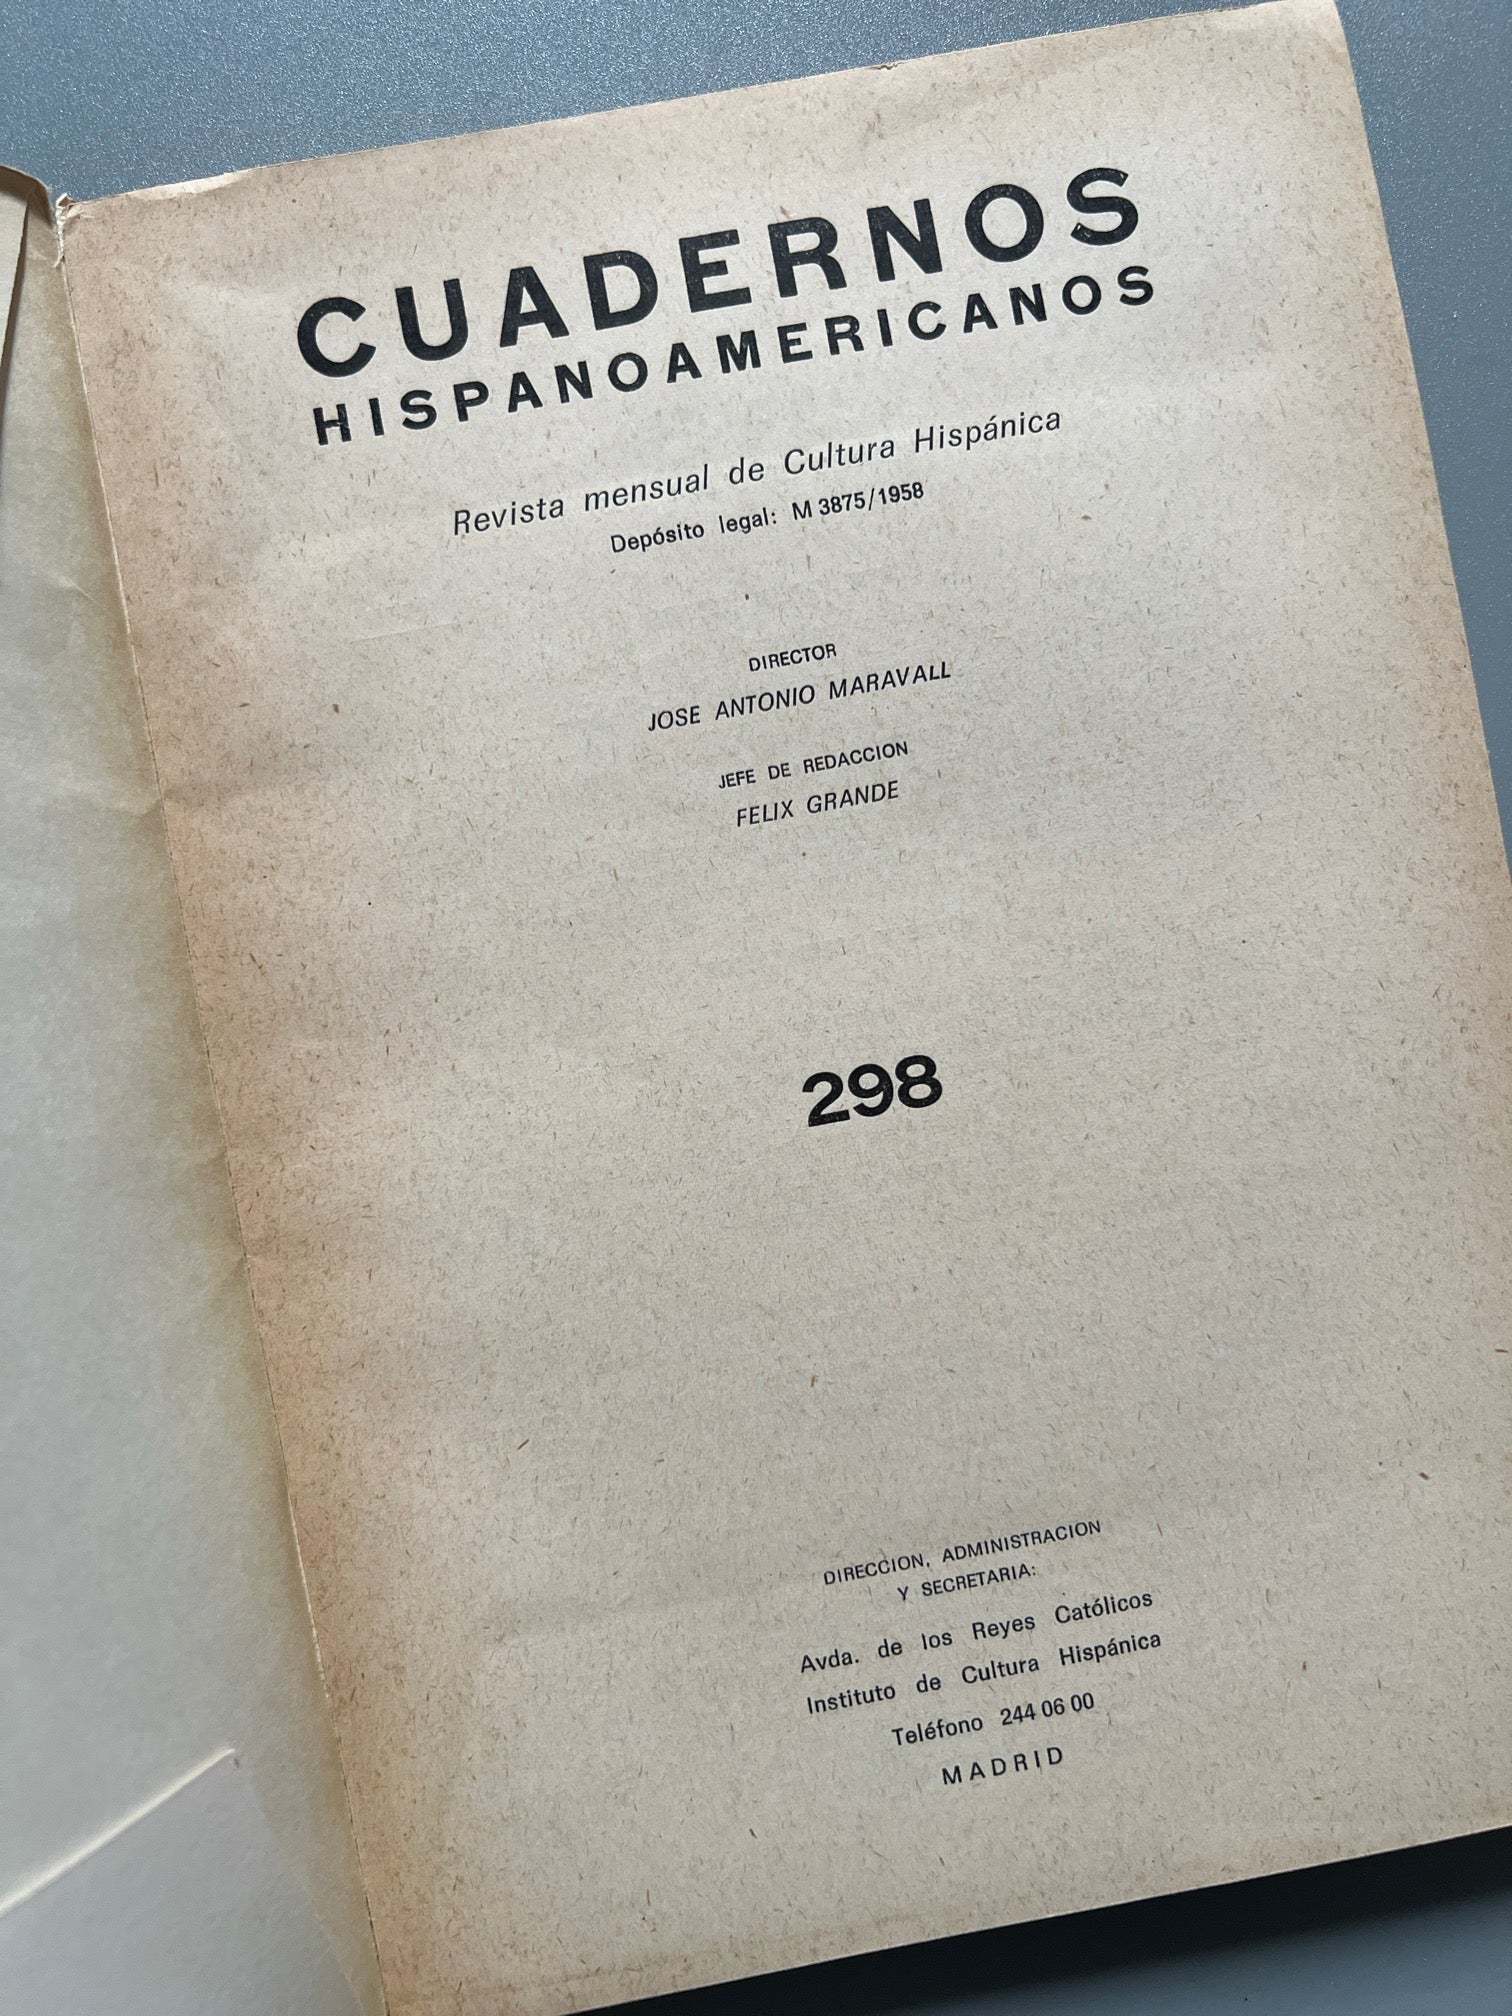 CUADERNOS
HISPANOAMERICANOS
Revista mensual de Cultura Hispánica
Depósito legal: M 3875/1958
DIRECTOR
JOSE ANTONIO MARAVALL
JEFE DE REDACCION
FELIX GRANDE
298
DIRECCION, ADMINISTRACION
Y SECRETARIA:
Avda. de los Reyes Católicos
Instituto de Cultura Hispánica
Teléfono 244 06 00
MADRID